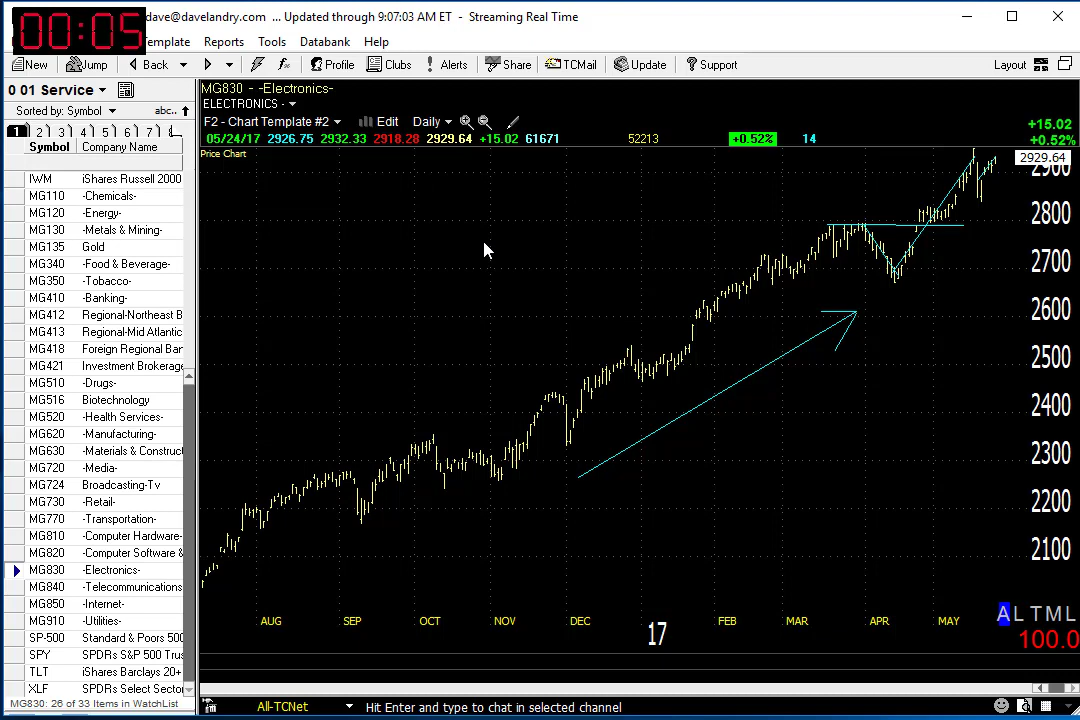 00:05
dave@davelandry.com ... Updated through 9:07:03 AM ET - Streaming Real Time
emplate Reports Tools Databank Help
New Jump Back Profile Clubs Alerts Share TCMail Update Support Layout
0 01 Service
Sorted by: Symbol abc..
1 2 3 4 5 6 7
Symbol Company Name
IWM iShares Russell 2000
MG110 -Chemicals-
MG120 -Energy-
MG130 -Metals & Mining-
MG135 Gold
MG340 -Food & Beverage-
MG350 -Tobacco-
MG410 -Banking-
MG412 Regional-Northeast B
MG413 Regional-Mid Atlantic
MG418 Foreign Regional Ban
MG421 Investment Brokerage
MG510 -Drugs-
MG516 Biotechnology
MG520 -Health Services-
MG620 -Manufacturing-
MG630 -Materials & Construc
MG720 -Media-
MG724 Broadcasting-Tv
MG730 -Retail-
MG770 -Transportation-
MG810 -Computer Hardware-
MG820 -Computer Software &
MG830 -Electronics-
MG840 -Telecommunications
MG850 -Internet-
MG910 -Utilities-
SP-500 Standard & Poors 500
SPY SPDRs S&P 500 Trus
TLT iShares Barclays 20+
XLF SPDRs Select Sector
MG830: 26 of 33 Items in WatchList
MG830 - -Electronics-
ELECTRONICS -
F2 - Chart Template #2 Edit Daily
05/24/17 2926.75 2932.33 2918.28 2929.64 +15.02 61671 52213 +0.52% 14
+15.02
+0.52%
Price Chart
2929.64
2900
2800
2700
2600
2500
2400
2300
2200
2100
AUG SEP OCT NOV DEC 17 FEB MAR APR MAY
A L T M L
100.0
All-TCNet Hit Enter and type to chat in selected channel